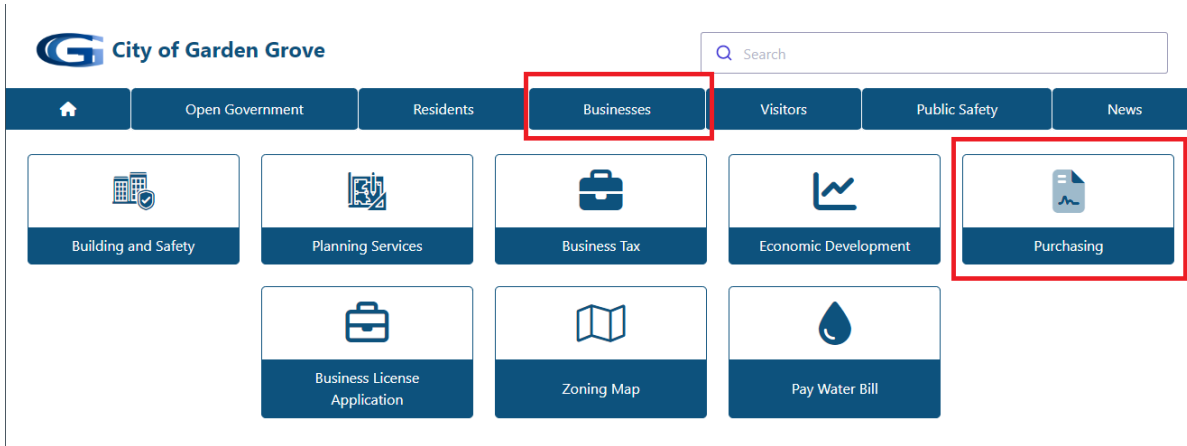 City of Garden Grove
Search
Open Government Residents Businesses Visitors Public Safety News
Building and Safety Planning Services Business Tax Economic Development Purchasing
Business License
Application
Zoning Map Pay Water Bill